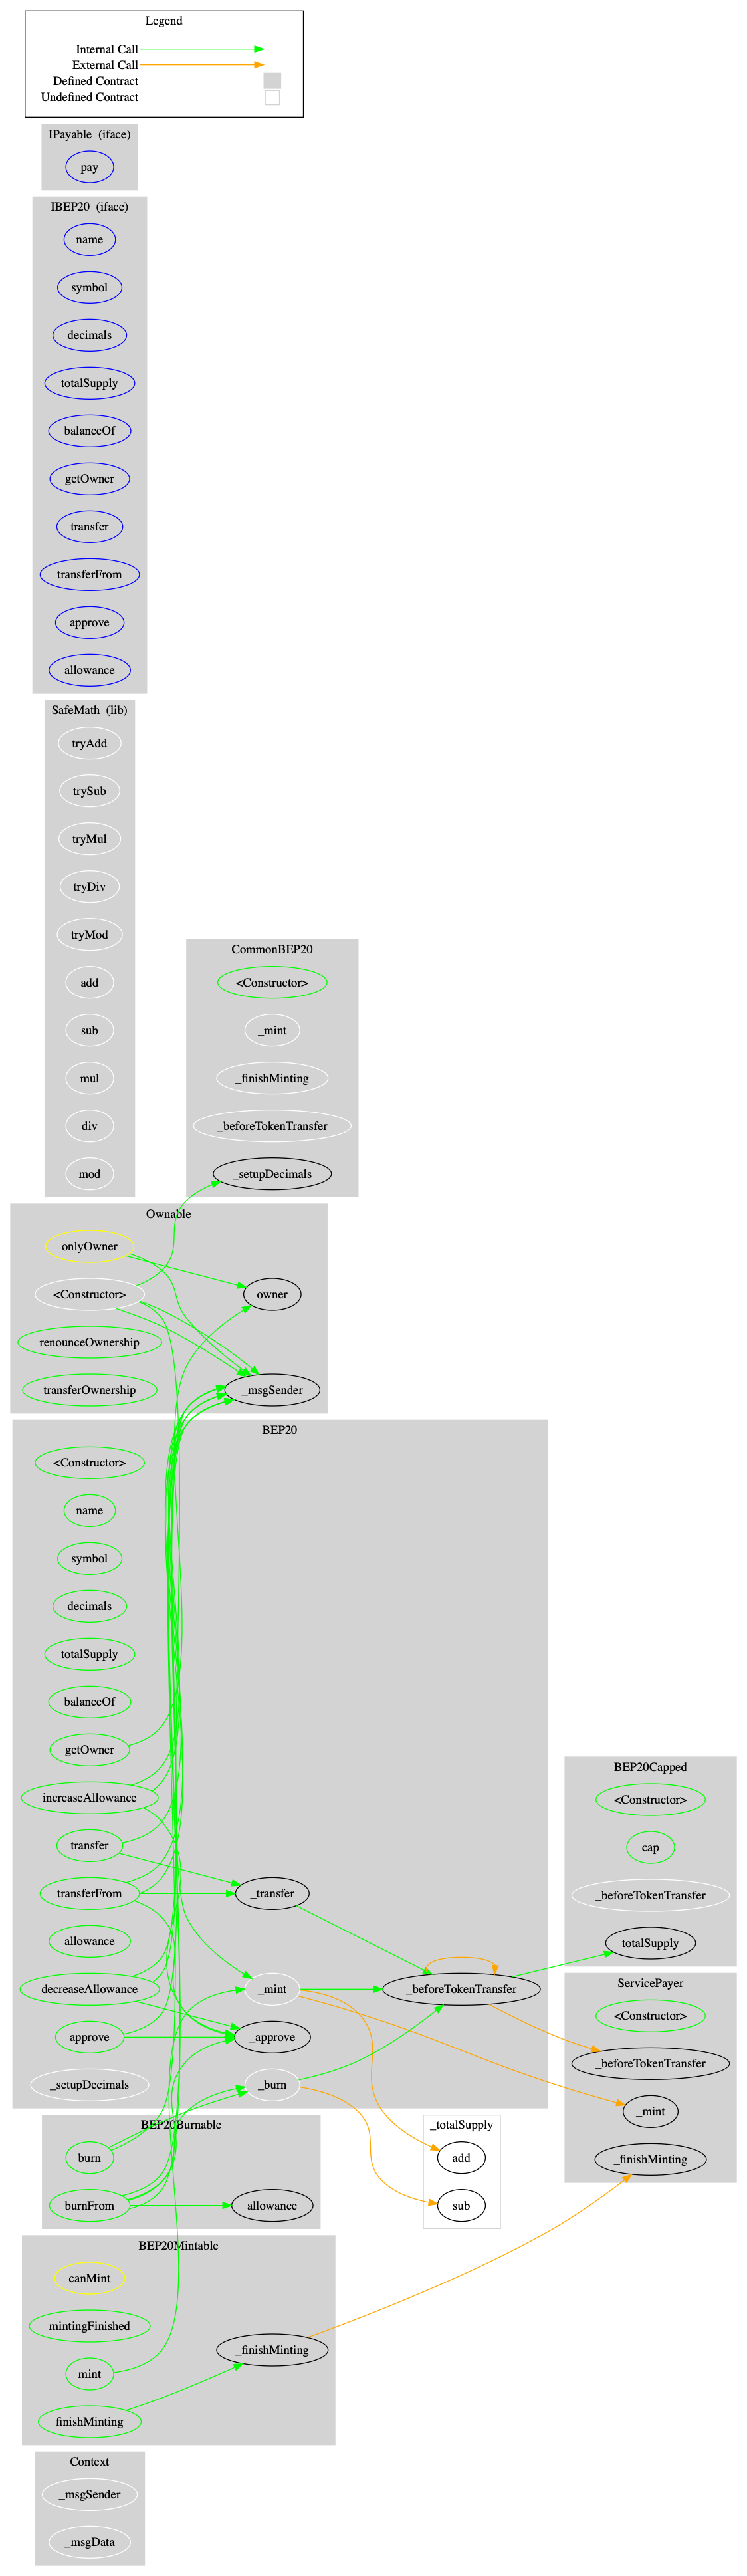 Legend
Internal Call
External Call
Defined Contract
Undefined Contract
IPayable (iface)
pay
IBEP20 (iface)
name
symbol
decimals
totalSupply
balanceOf
getOwner
transfer
transferFrom
approve
allowance
SafeMath (lib)
tryAdd
trySub
tryMul
tryDiv
tryMod
add
sub
mul
div
mod
CommonBEP20
<Constructor>
_mint
_finishMinting
_beforeTokenTransfer
_setupDecimals
Ownable
onlyOwner
<Constructor>
owner
renounceOwnership
transferOwnership
_msgSender
BEP20
<Constructor>
name
symbol
decimals
totalSupply
balanceOf
getOwner
increaseAllowance
transfer
transferFrom
_transfer
allowance
decreaseAllowance
_mint
_beforeTokenTransfer
approve
_approve
_setupDecimals
_burn
BEP20Capped
<Constructor>
cap
_beforeTokenTransfer
totalSupply
ServicePayer
<Constructor>
_beforeTokenTransfer
_mint
_finishMinting
BEP20Burnable
burn
burnFrom
allowance
_totalSupply
add
sub
BEP20Mintable
canMint
mintingFinished
mint
_finishMinting
finishMinting
Context
_msgSender
_msgData